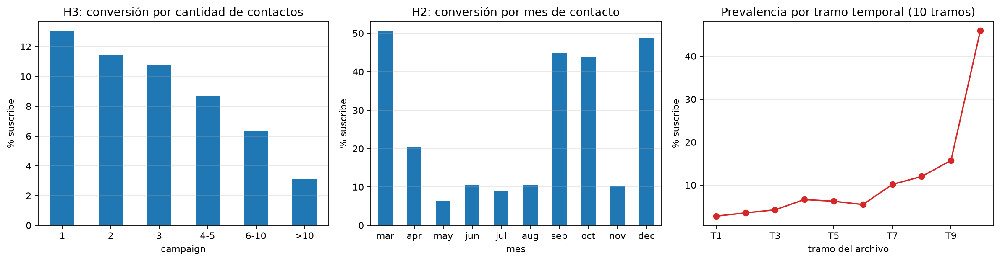 H3: conversión por cantidad de contactos
% suscribe
12
10
8
6
4
2
0
1 2 3 4-5 6-10 >10
campaign
H2: conversión por mes de contacto
% suscribe
50
40
30
20
10
0
mar apr may jun jul aug sep oct nov dec
mes
Prevalencia por tramo temporal (10 tramos)
% suscribe
40
30
20
10
T1 T3 T5 T7 T9
tramo del archivo